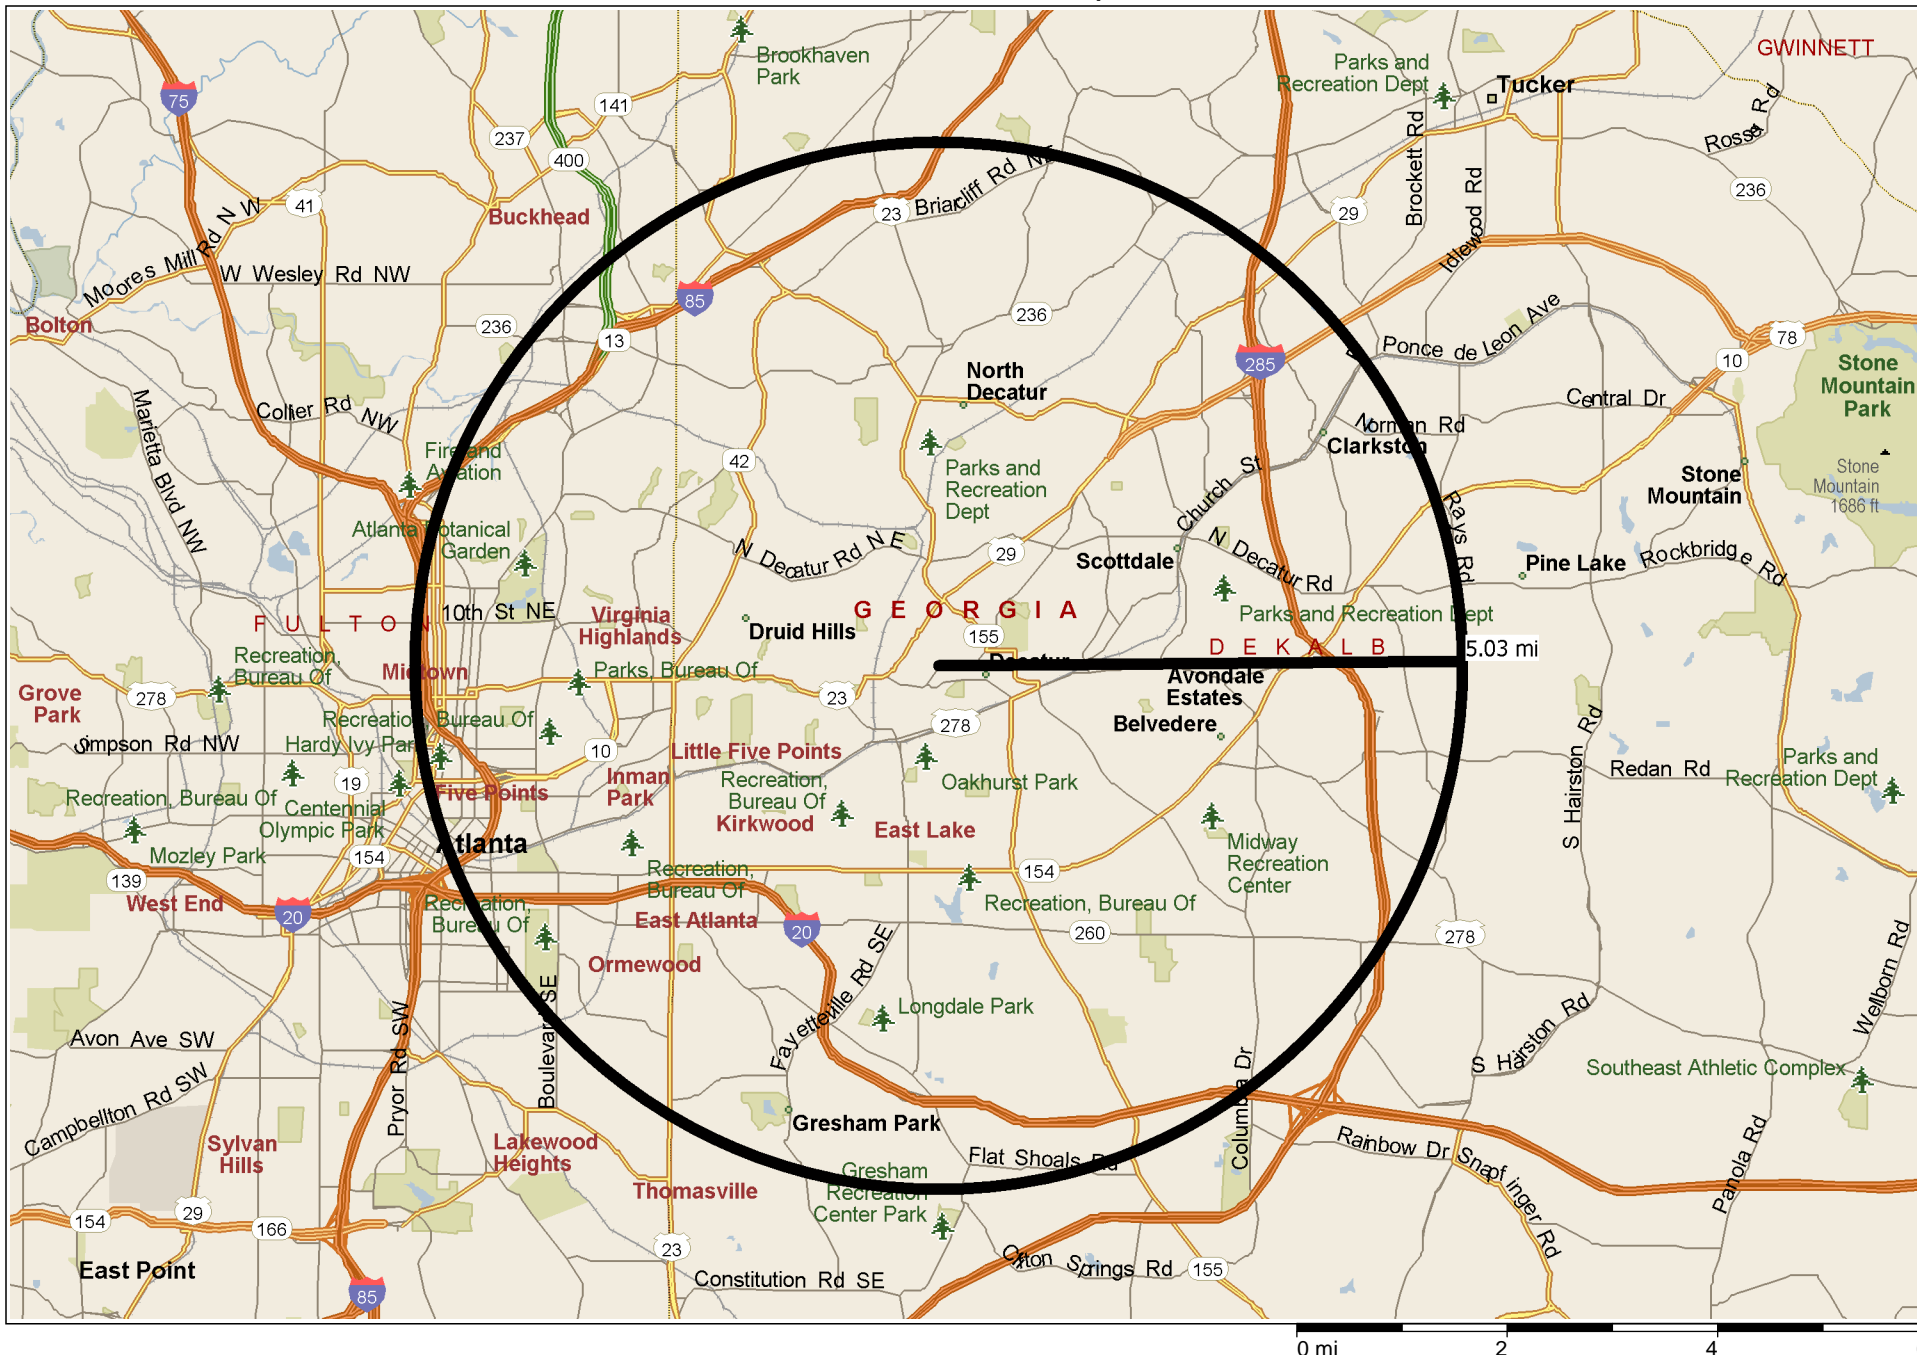 Brookhaven
Park
Parks and
Recreation Dept
Tucker
GWINNETT
75
141
237
400
Brockett Rd
Rosser Rd
236
41
Buckhead
23
Briarcliff Rd NE
29
Idlewood Rd
Moores Mill Rd NW
W Wesley Rd NW
85
Bolton
236
13
236
Ponce de Leon Ave
78
10
285
Stone
Mountain
Park
North
Decatur
Central Dr
Marietta Blvd NW
Collier Rd NW
Norman Rd
Clarkston
Fire and
Aviation
42
Parks and
Recreation
Dept
Church St
Stone
Mountain
Stone
Mountain
1686 ft
Rays Rd
Atlanta Botanical
Garden
N Decatur Rd NE
29
Scottdale
N Decatur Rd
Pine Lake
Rockbridge Rd
10th St NE
Virginia
Highlands
GEORGIA
Parks and Recreation Dept
FULTON
Druid Hills
155
DEKALB
5.03 mi
Recreation,
Bureau Of
Midtown
Parks, Bureau Of
Decatur
Avondale
Estates
Grove
Park
278
23
278
Belvedere
Recreation, Bureau Of
Simpson Rd NW
Hardy Ivy Park
10
Little Five Points
S Hairston Rd
Redan Rd
Parks and
Recreation Dept
19
Inman
Park
Recreation,
Bureau Of
Oakhurst Park
Recreation, Bureau Of
Centennial
Olympic Park
Five Points
Kirkwood
East Lake
Atlanta
Midway
Recreation
Center
Mozley Park
154
139
Recreation,
Bureau Of
154
West End
20
Recreation,
Bureau Of
East Atlanta
20
Recreation, Bureau Of
260
278
Ormewood
Fayetteville Rd SE
Wellborn Rd
Longdale Park
Boulevard SE
Pryor Rd SW
Avon Ave SW
S Hairston Rd
Southeast Athletic Complex
Columbia Dr
Campbellton Rd SW
Gresham Park
Sylvan
Hills
Lakewood
Heights
Flat Shoals Rd
Rainbow Dr
Snapfinger Rd
Panola Rd
Gresham
Recreation
Center Park
Thomasville
154
29
166
23
Clifton Springs Rd
155
East Point
Constitution Rd SE
85
0 mi
2
4